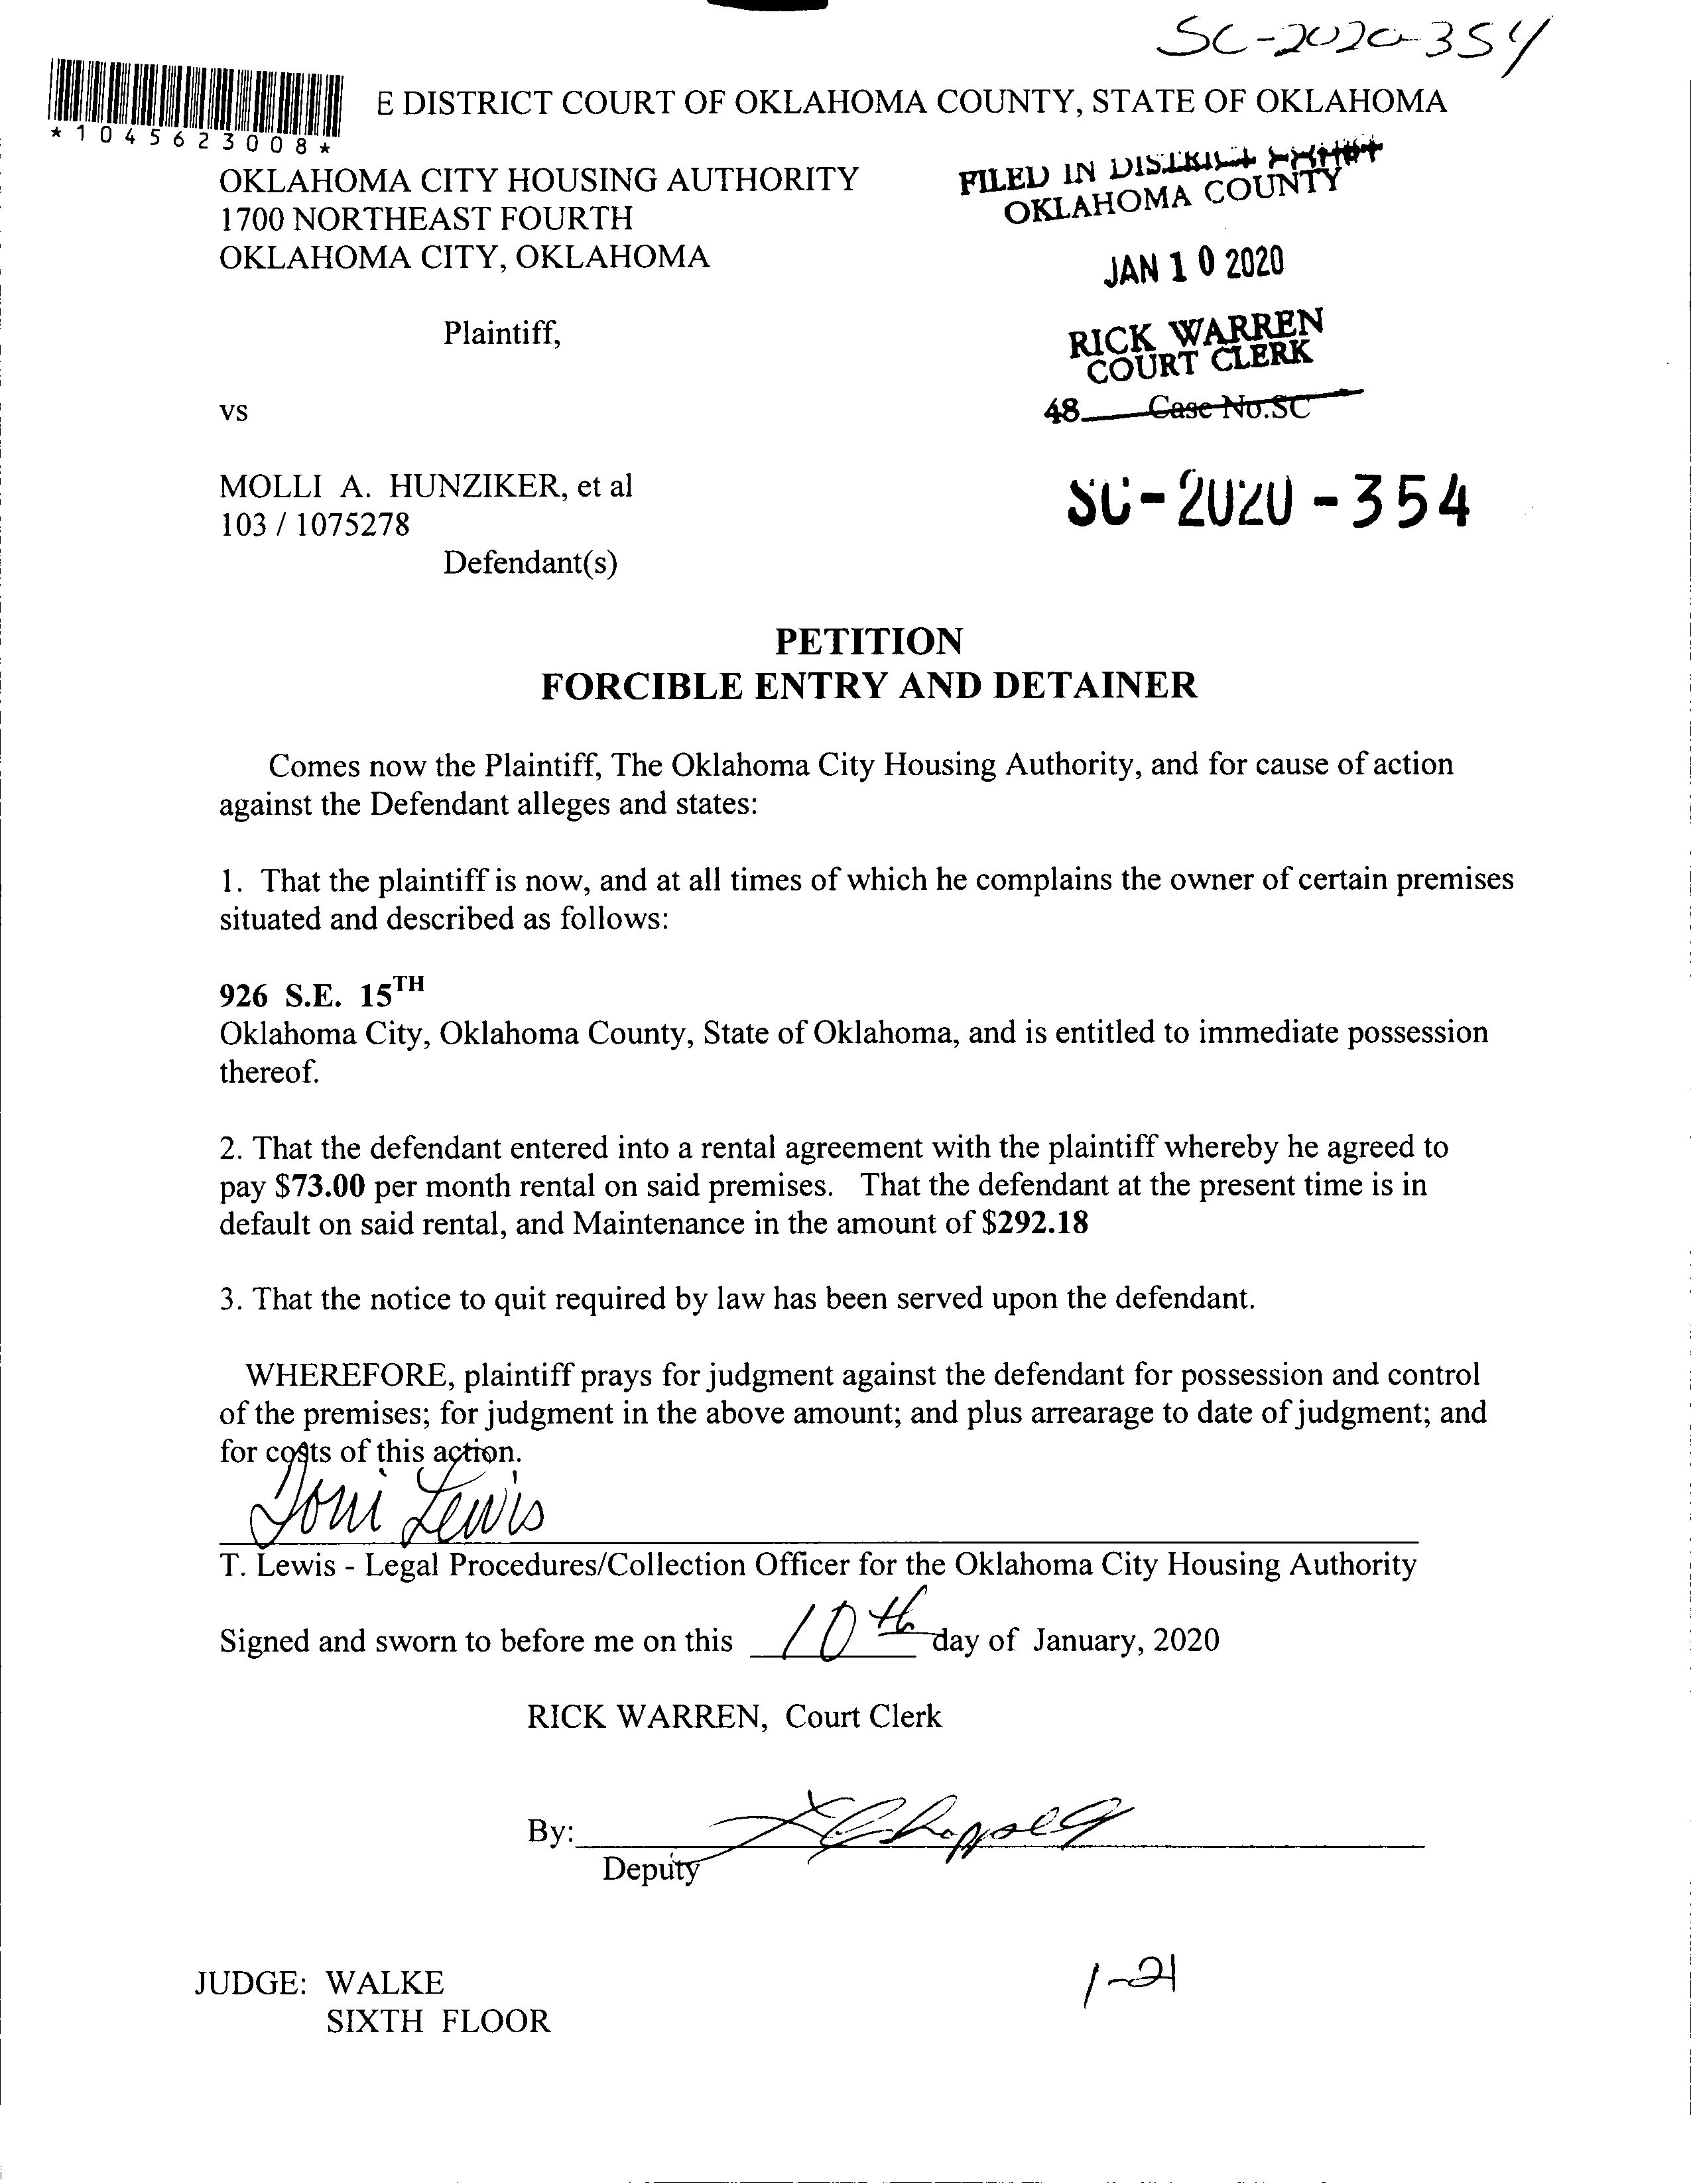 SC-2020-354
*1045623008*
E DISTRICT COURT OF OKLAHOMA COUNTY, STATE OF OKLAHOMA
OKLAHOMA CITY HOUSING AUTHORITY
1700 NORTHEAST FOURTH
OKLAHOMA CITY, OKLAHOMA
FILED IN DISTRICT COURT
OKLAHOMA COUNTY
JAN 10 2020
Plaintiff,
RICK WARREN
COURT CLERK
vs
48 Case No.SC
MOLLI A. HUNZIKER, et al
103 / 1075278
SC-2020-354
Defendant(s)
PETITION
FORCIBLE ENTRY AND DETAINER
Comes now the Plaintiff, The Oklahoma City Housing Authority, and for cause of action
against the Defendant alleges and states:
1. That the plaintiff is now, and at all times of which he complains the owner of certain premises
situated and described as follows:
926 S.E. 15TH
Oklahoma City, Oklahoma County, State of Oklahoma, and is entitled to immediate possession
thereof.
2. That the defendant entered into a rental agreement with the plaintiff whereby he agreed to
pay $73.00 per month rental on said premises. That the defendant at the present time is in
default on said rental, and Maintenance in the amount of $292.18
3. That the notice to quit required by law has been served upon the defendant.
WHEREFORE, plaintiff prays for judgment against the defendant for possession and control
of the premises; for judgment in the above amount; and plus arrearage to date of judgment; and
for costs of this action.
Toni Lewis
T. Lewis - Legal Procedures/Collection Officer for the Oklahoma City Housing Authority
Signed and sworn to before me on this 10th day of January, 2020
RICK WARREN, Court Clerk
By:
Deputy
JUDGE: WALKE
SIXTH FLOOR
1-21